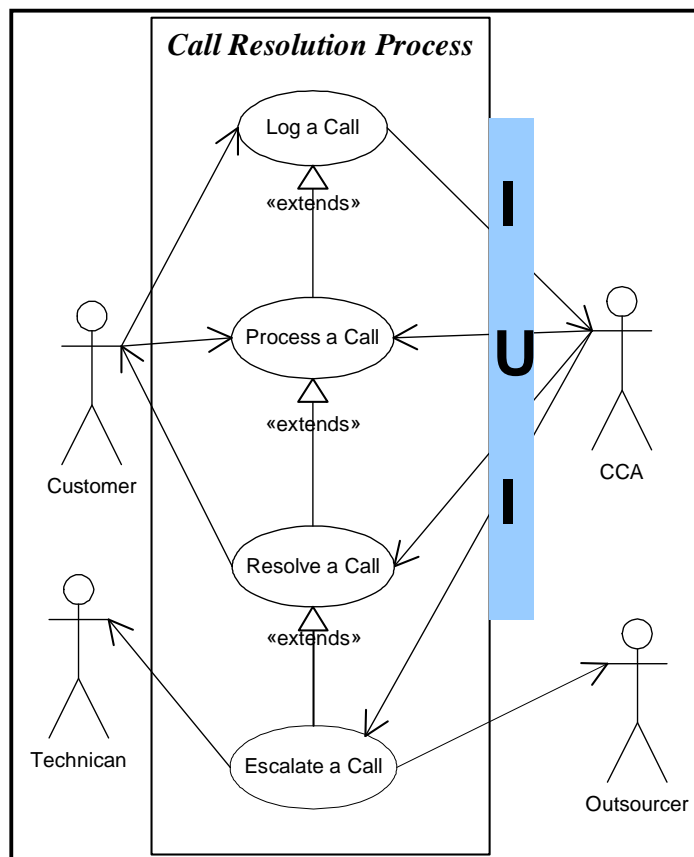 Call Resolution Process
Log a Call
«extends»
I
Process a Call
U
«extends»
Customer
CCA
I
Resolve a Call
«extends»
Technican
Escalate a Call
Outsourcer